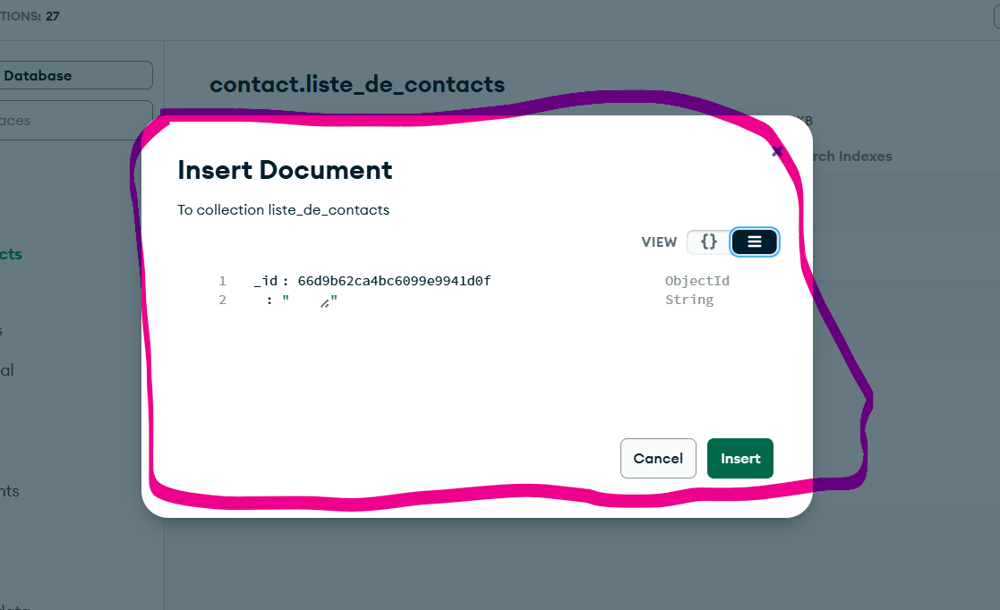 TIONS: 27
Database
aces
contact.liste_de_contacts
KB
rch Indexes
Insert Document
To collection liste_de_contacts
VIEW {}
1 _id : 66d9b62ca4bc6099e9941d0f ObjectId
2 : " " String
cts
s
al
nts
Cancel Insert